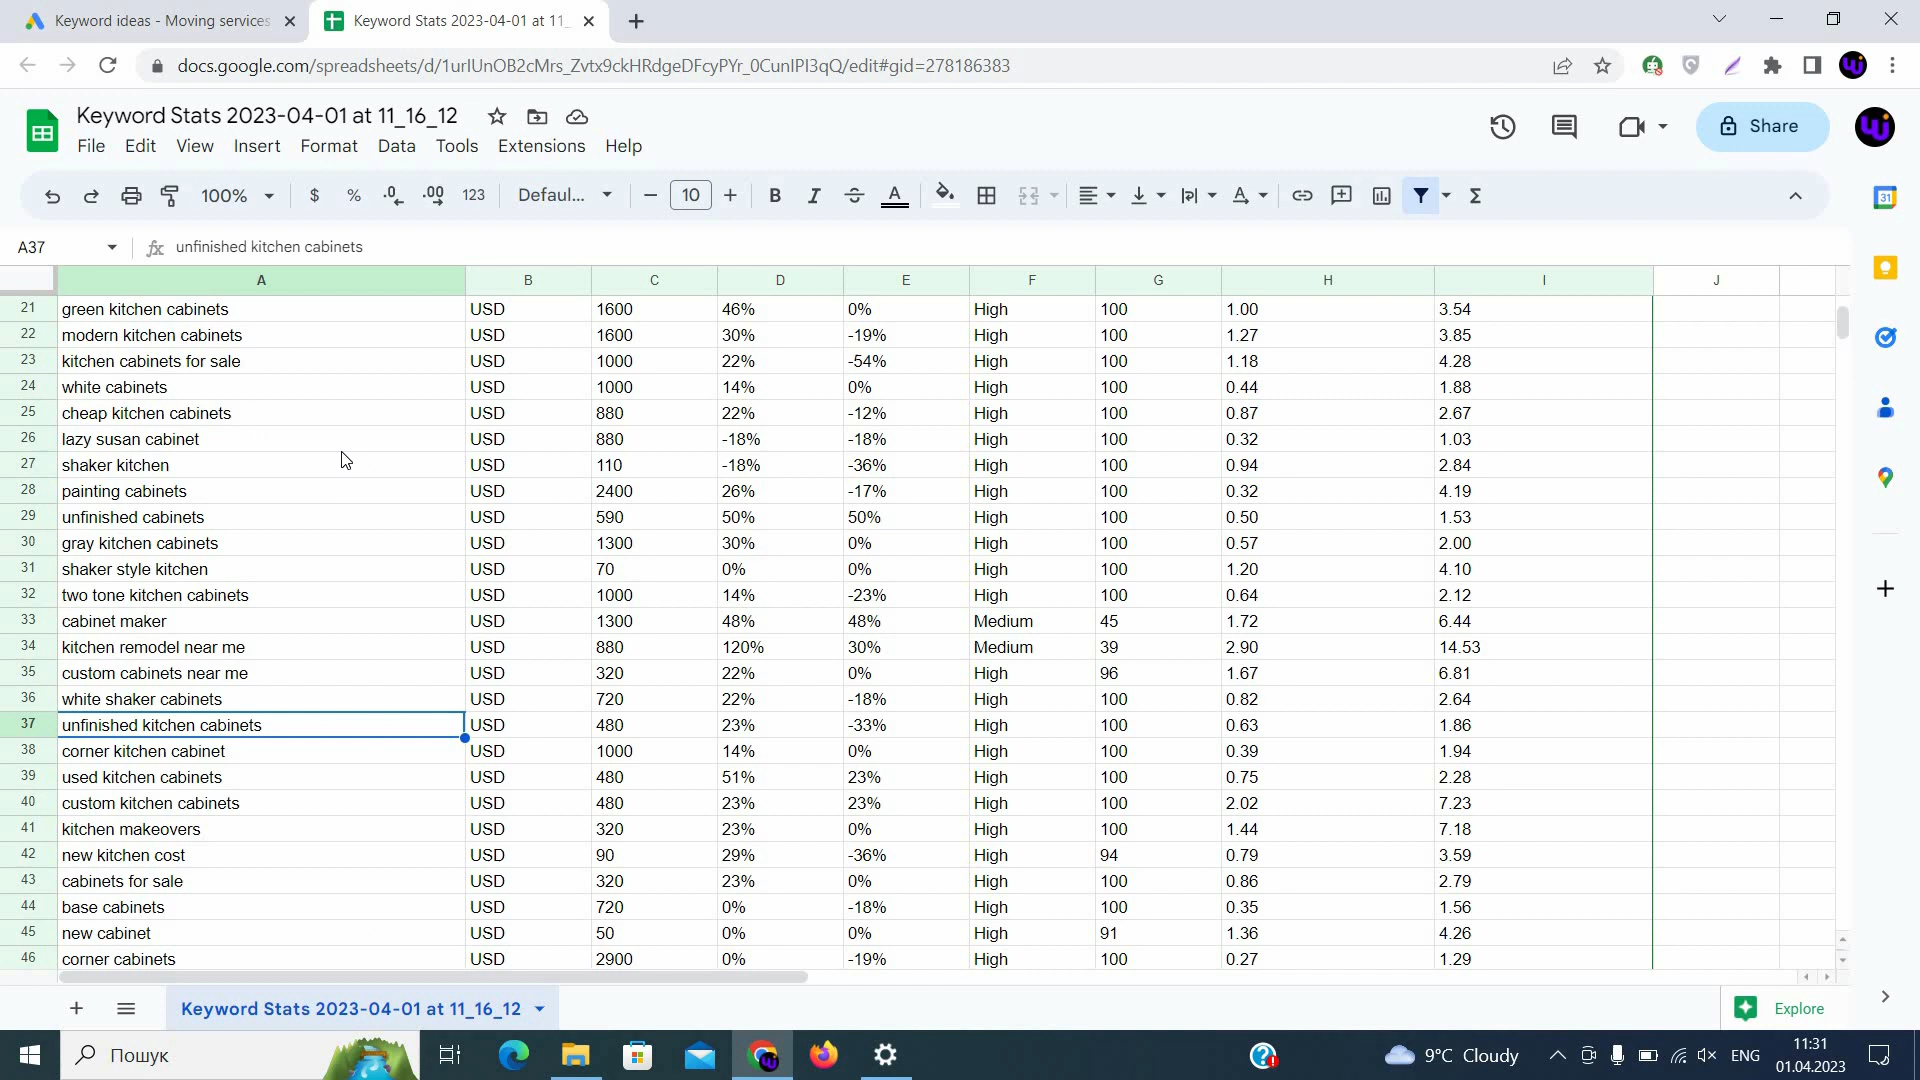 Keyword ideas - Moving services
Keyword Stats 2023-04-01 at 11_
docs.google.com/spreadsheets/d/1urIUnOB2cMrs_Zvtx9ckHRdgeDFcyPYr_0CunIPI3qQ/edit#gid=278186383
Keyword Stats 2023-04-01 at 11_16_12
File Edit View Insert Format Data Tools Extensions Help
Share
100% $ % .0 .00 123 Defaul... 10 B I A
31
A37 unfinished kitchen cabinets
A B C D E F G H I J
21 green kitchen cabinets USD 1600 46% 0% High 100 1.00 3.54
22 modern kitchen cabinets USD 1600 30% -19% High 100 1.27 3.85
23 kitchen cabinets for sale USD 1000 22% -54% High 100 1.18 4.28
24 white cabinets USD 1000 14% 0% High 100 0.44 1.88
25 cheap kitchen cabinets USD 880 22% -12% High 100 0.87 2.67
26 lazy susan cabinet USD 880 -18% -18% High 100 0.32 1.03
27 shaker kitchen USD 110 -18% -36% High 100 0.94 2.84
28 painting cabinets USD 2400 26% -17% High 100 0.32 4.19
29 unfinished cabinets USD 590 50% 50% High 100 0.50 1.53
30 gray kitchen cabinets USD 1300 30% 0% High 100 0.57 2.00
31 shaker style kitchen USD 70 0% 0% High 100 1.20 4.10
32 two tone kitchen cabinets USD 1000 14% -23% High 100 0.64 2.12
33 cabinet maker USD 1300 48% 48% Medium 45 1.72 6.44
34 kitchen remodel near me USD 880 120% 30% Medium 39 2.90 14.53
35 custom cabinets near me USD 320 22% 0% High 96 1.67 6.81
36 white shaker cabinets USD 720 22% -18% High 100 0.82 2.64
37 unfinished kitchen cabinets USD 480 23% -33% High 100 0.63 1.86
38 corner kitchen cabinet USD 1000 14% 0% High 100 0.39 1.94
39 used kitchen cabinets USD 480 51% 23% High 100 0.75 2.28
40 custom kitchen cabinets USD 480 23% 23% High 100 2.02 7.23
41 kitchen makeovers USD 320 23% 0% High 100 1.44 7.18
42 new kitchen cost USD 90 29% -36% High 94 0.79 3.59
43 cabinets for sale USD 320 23% 0% High 100 0.86 2.79
44 base cabinets USD 720 0% -18% High 100 0.35 1.56
45 new cabinet USD 50 0% 0% High 91 1.36 4.26
46 corner cabinets USD 2900 0% -19% High 100 0.27 1.29
Keyword Stats 2023-04-01 at 11_16_12
Explore
Пошук
9°C Cloudy
ENG
11:31
01.04.2023